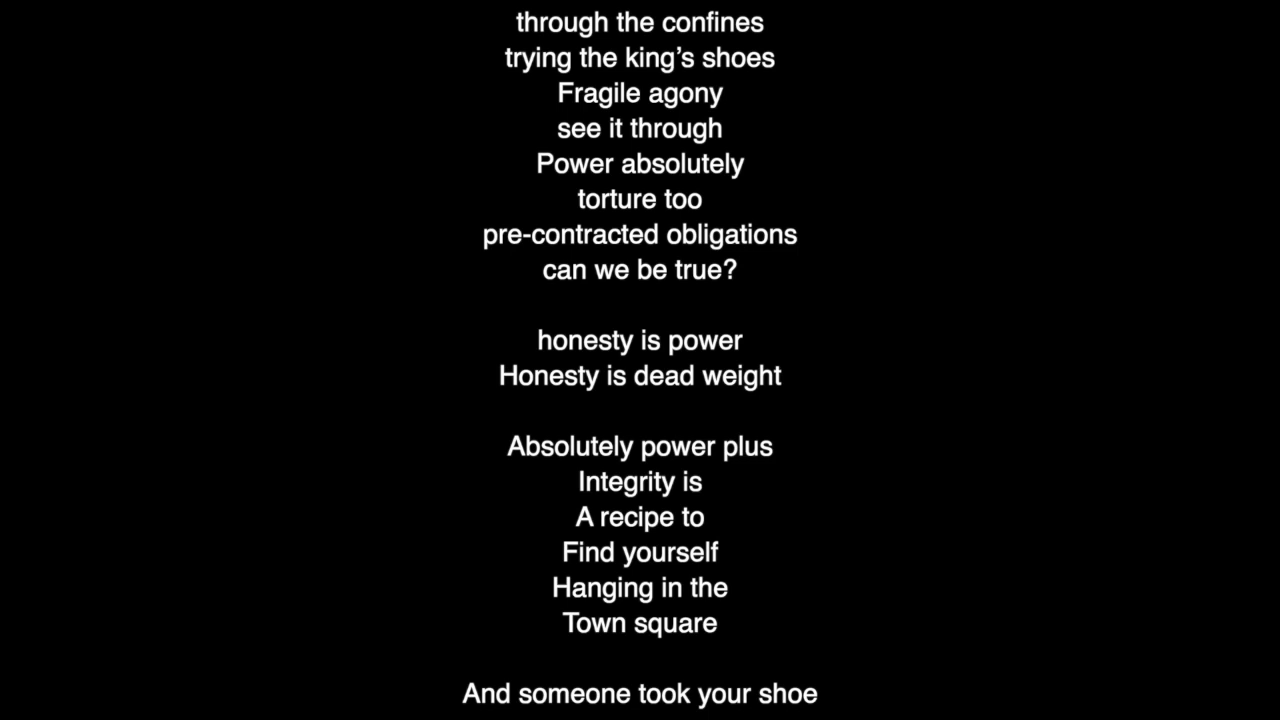 through the confines
trying the king’s shoes
Fragile agony
see it through
Power absolutely
torture too
pre-contracted obligations
can we be true?
honesty is power
Honesty is dead weight
Absolutely power plus
Integrity is
A recipe to
Find yourself
Hanging in the
Town square
And someone took your shoe